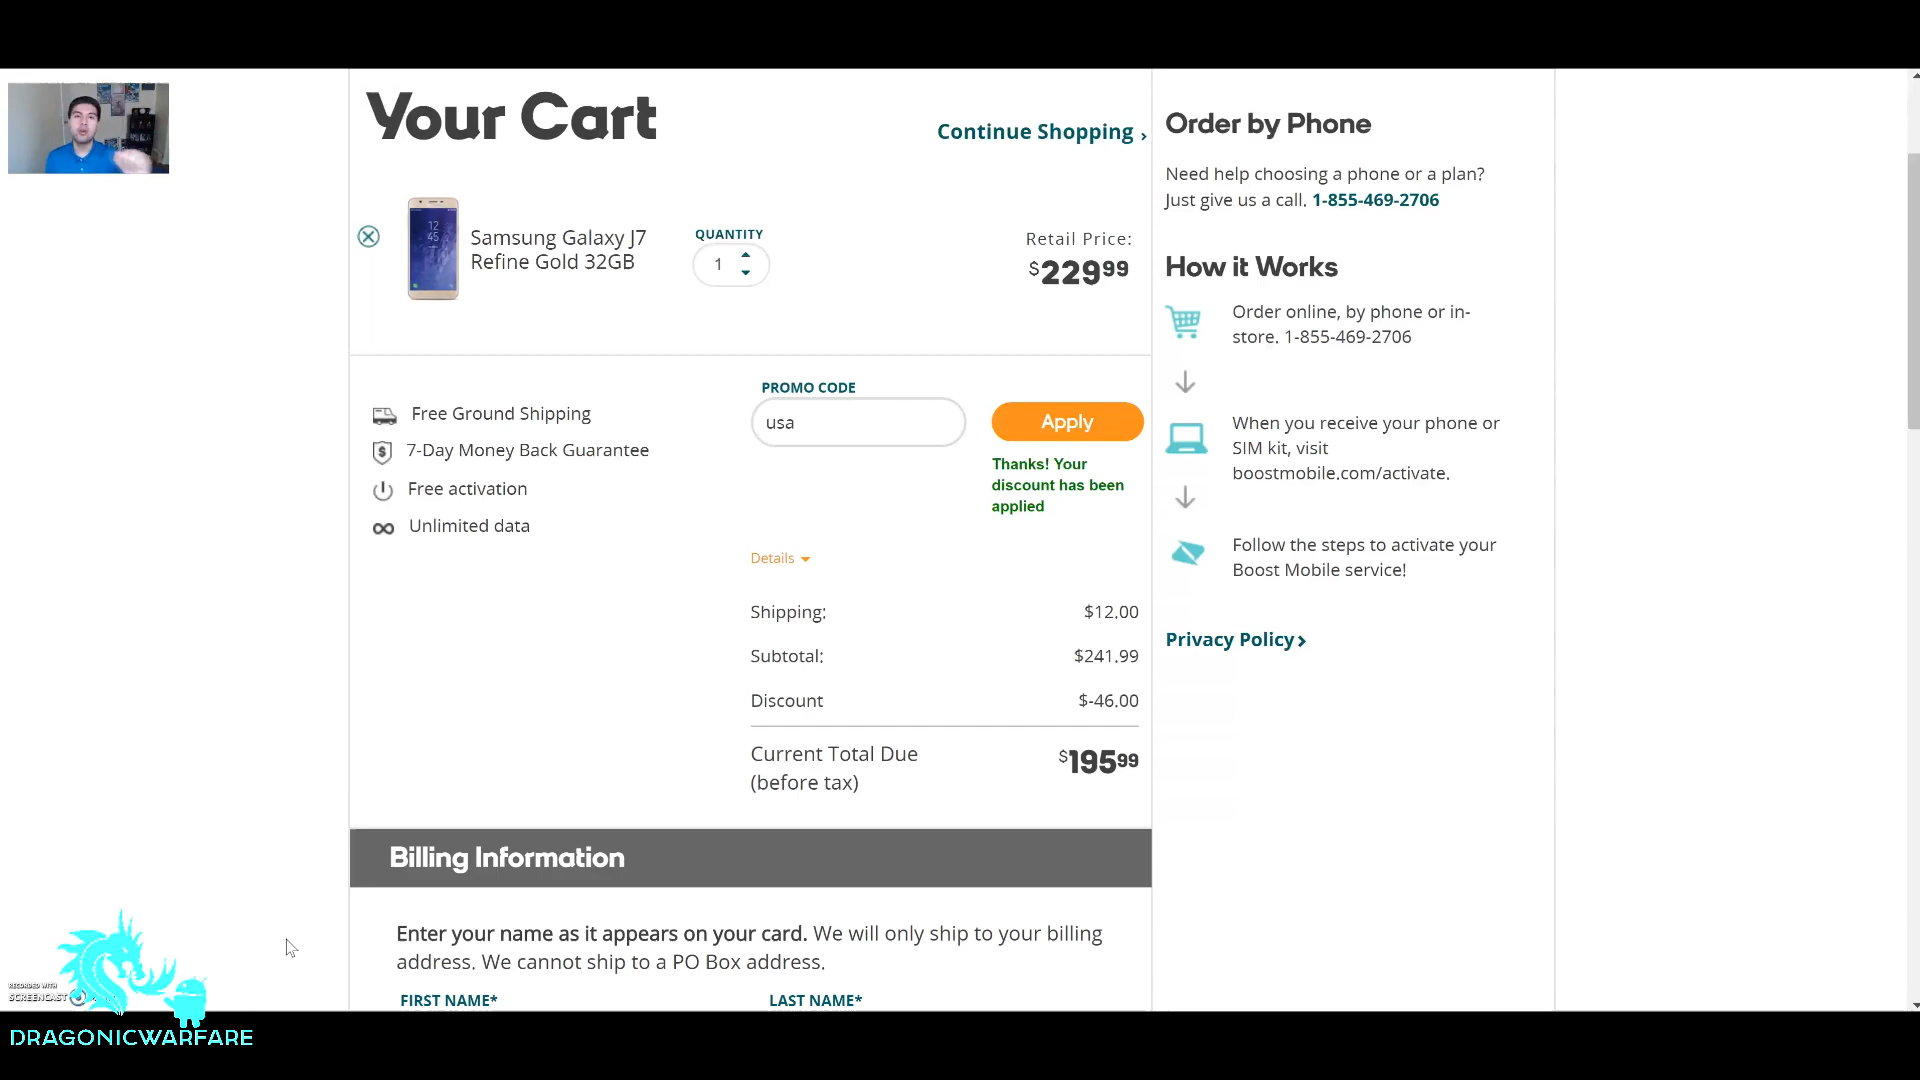 Your Cart
Continue Shopping ›
Samsung Galaxy J7
Refine Gold 32GB
QUANTITY
1
Retail Price:
$229.99
PROMO CODE
usa
Apply
Thanks! Your
discount has been
applied
Free Ground Shipping
7-Day Money Back Guarantee
Free activation
Unlimited data
Details
Shipping: $12.00
Subtotal: $241.99
Discount $-46.00
Current Total Due
(before tax)
$195.99
Billing Information
Enter your name as it appears on your card. We will only ship to your billing
address. We cannot ship to a PO Box address.
FIRST NAME*
LAST NAME*
Order by Phone
Need help choosing a phone or a plan?
Just give us a call. 1-855-469-2706
How it Works
Order online, by phone or in-
store. 1-855-469-2706
When you receive your phone or
SIM kit, visit
boostmobile.com/activate.
Follow the steps to activate your
Boost Mobile service!
Privacy Policy›
RECORDED WITH
SCREENCAST
DRAGONICWARFARE
12
45